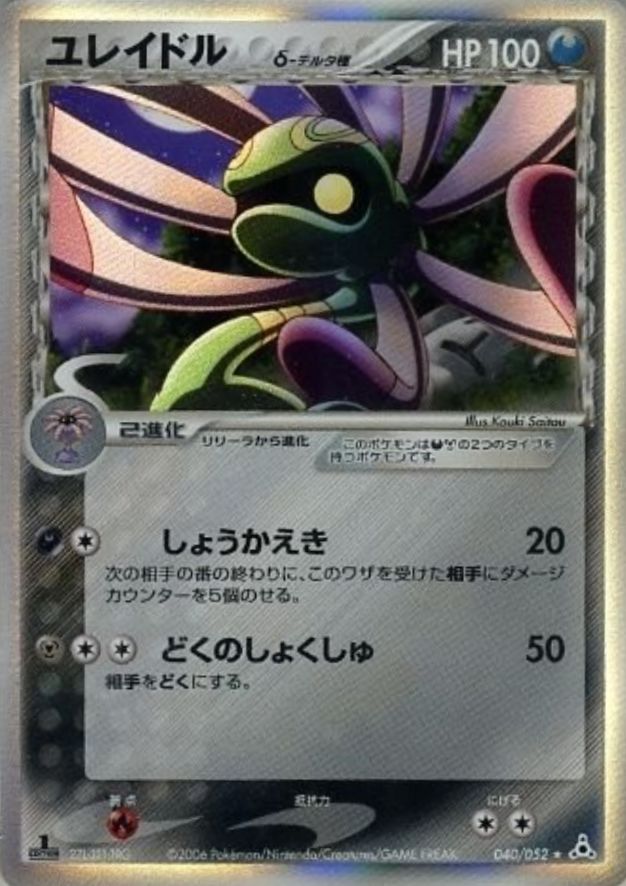 ユレイドル δ-デルタ種 HP 100
Illus. Kouki Saitou
2進化 リリーラから進化
このポケモンは の2つのタイプを
持つポケモンです。
しょうかえき 20
次の相手の番の終わりに、このワザを受けた相手にダメージ
カウンターを5個のせる。
どくのしょくしゅ 50
相手をどくにする。
弱点 抵抗力 にげる
1
EDITION ©2006 Pokémon/Nintendo/Creatures/GAME FREAK 040/052 ★